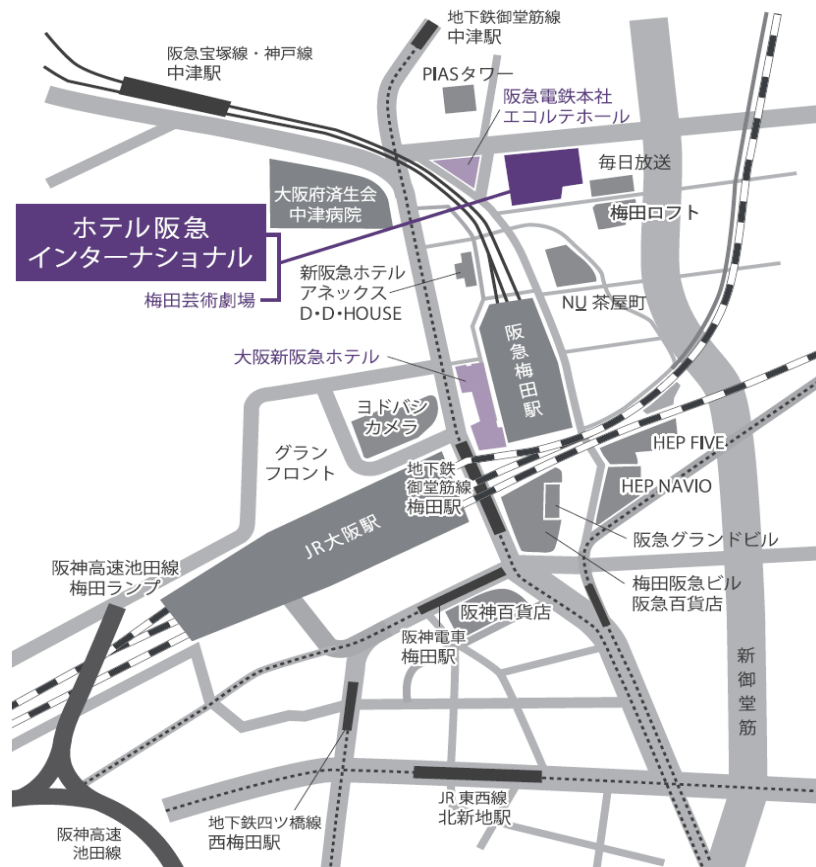 地下鉄御堂筋線
中津駅
阪急宝塚線・神戸線
中津駅
PIASタワー
阪急電鉄本社
エコルテホール
毎日放送
大阪府済生会
中津病院
梅田ロフト
ホテル阪急
インターナショナル
新阪急ホテル
アネックス
D・D・HOUSE
梅田芸術劇場
NU 茶屋町
阪急梅田駅
大阪新阪急ホテル
ヨドバシ
カメラ
グラン
フロント
HEP FIVE
地下鉄
御堂筋線
梅田駅
HEP NAVIO
JR大阪駅
阪急グランドビル
阪神高速池田線
梅田ランプ
梅田阪急ビル
阪急百貨店
阪神百貨店
阪神電車
梅田駅
新御堂筋
JR東西線
北新地駅
地下鉄四ツ橋線
西梅田駅
阪神高速
池田線